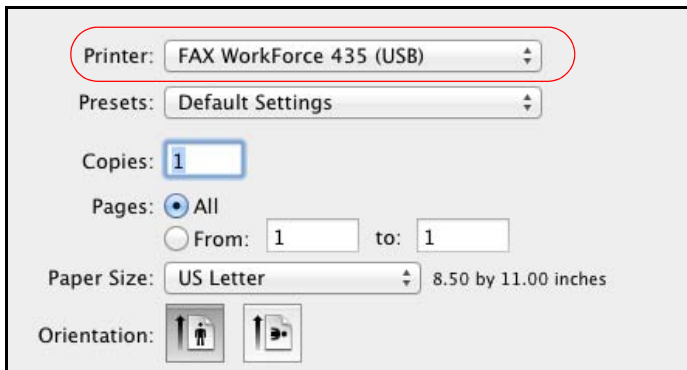 Printer: FAX WorkForce 435 (USB)
Presets: Default Settings
Copies: 1
Pages: All
From: 1 to: 1
Paper Size: US Letter 8.50 by 11.00 inches
Orientation: